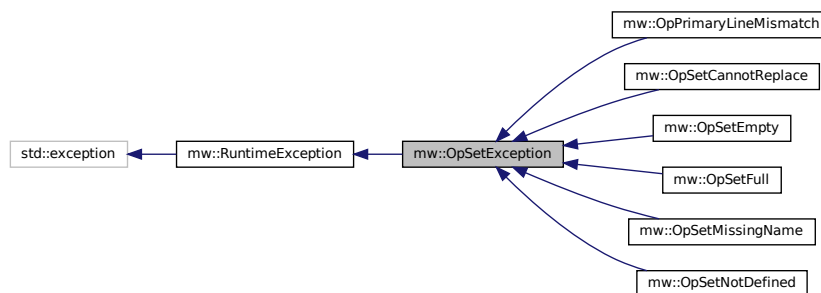 mw::OpPrimaryLineMismatch
mw::OpSetCannotReplace
mw::OpSetEmpty
std::exception
mw::RuntimeException
mw::OpSetException
mw::OpSetFull
mw::OpSetMissingName
mw::OpSetNotDefined